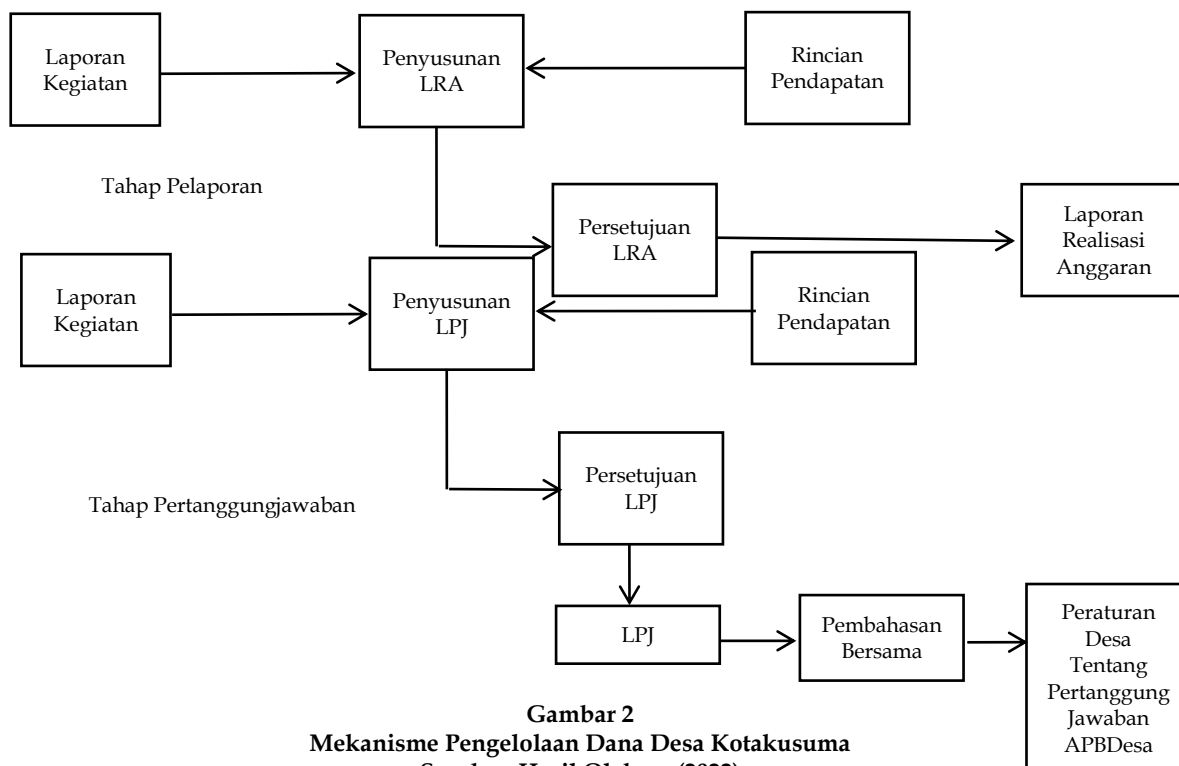 Laporan
Kegiatan
Penyusunan
LRA
Rincian
Pendapatan
Tahap Pelaporan
Persetujuan
LRA
Laporan
Realisasi
Anggaran
Laporan
Kegiatan
Penyusunan
LPJ
Rincian
Pendapatan
Persetujuan
LPJ
Tahap Pertanggungjawaban
LPJ
Pembahasan
Bersama
Peraturan
Desa
Tentang
Pertanggung
Jawaban
APBDesa
Gambar 2
Mekanisme Pengelolaan Dana Desa Kotakusuma